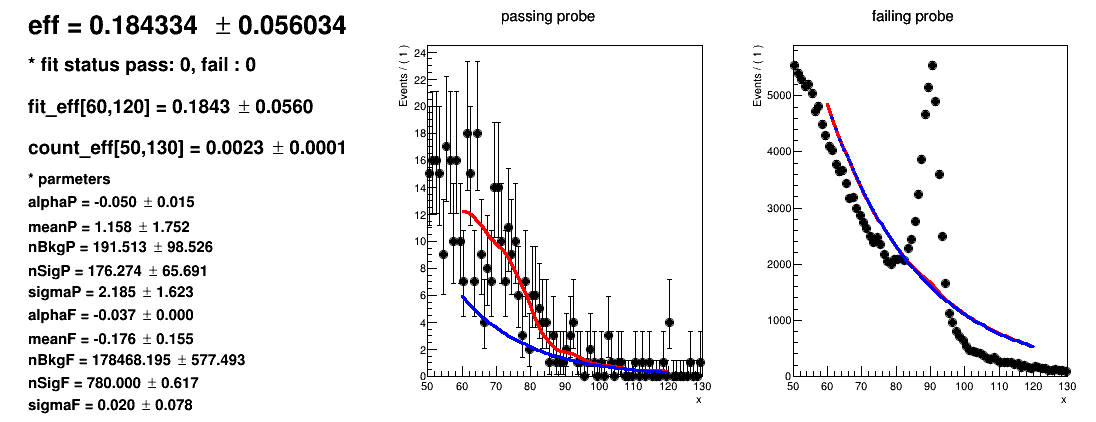 eff = 0.184334 ± 0.056034
* fit status pass: 0, fail : 0
fit_eff[60,120] = 0.1843 ± 0.0560
count_eff[50,130] = 0.0023 ± 0.0001
* parmeters
alphaP = -0.050 ± 0.015
meanP = 1.158 ± 1.752
nBkgP = 191.513 ± 98.526
nSigP = 176.274 ± 65.691
sigmaP = 2.185 ± 1.623
alphaF = -0.037 ± 0.000
meanF = -0.176 ± 0.155
nBkgF = 178468.195 ± 577.493
nSigF = 780.000 ± 0.617
sigmaF = 0.020 ± 0.078
passing probe
Events / ( 1 )
24
22
20
18
16
14
12
10
8
6
4
2
0
50 60 70 80 90 100 110 120 130
x
failing probe
Events / ( 1 )
5000
4000
3000
2000
1000
0
50 60 70 80 90 100 110 120 130
x